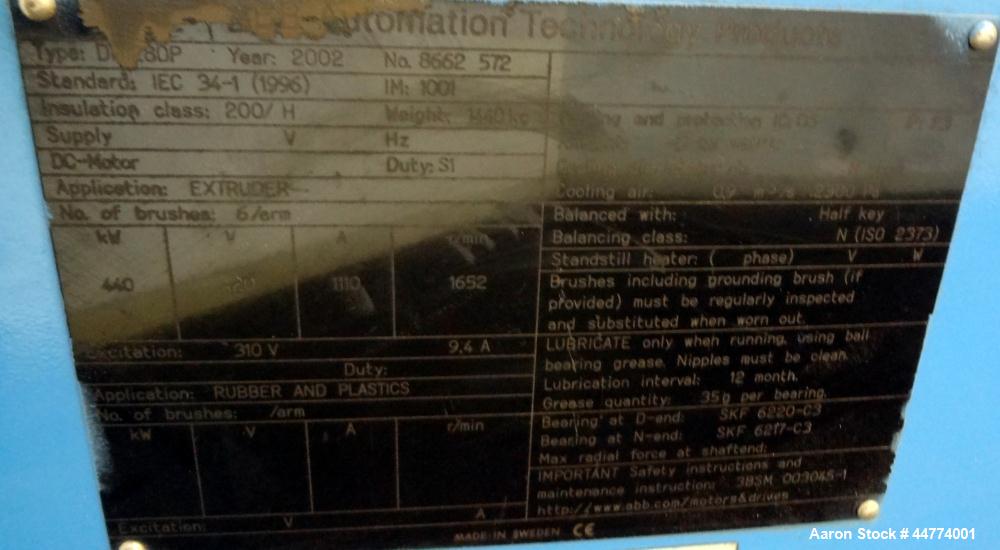 Automation Technology Products
Type: Year: 2002 No. 8662 572
Standard: IEC 34-1 (1996) IM: 1001
Insulation class: 200/ H Weight:
Supply V Hz
DC-Motor Duty: S1
Application: EXTRUDER
No. of brushes: 6/arm
kW V A r/min
440 1110 1652
Excitation: 310 V 9,4 A
Duty:
Application: RUBBER AND PLASTICS
No. of brushes: /arm
kW V A r/min
Excitation: V A
and protection
Cooling air: 0,9
Balanced with: Half key
Balancing class: N (ISO 2373)
Standstill heater: ( phase) V W
Brushes including grounding brush (if
provided) must be regularly inspected
and substituted when worn out.
LUBRICATE only when running, using ball
bearing grease. Nipples must be clean.
Lubrication interval: 12 month.
Grease quantity: 35g per bearing.
Bearing at D-end: SKF 6220-C3
Bearing at N-end: SKF 6217-C3
Max radial force at shaftend:
IMPORTANT Safety instructions and
maintenance instruction: 3BSM 003045-1
http://www.abb.com/motors&drives
MADE IN SWEDEN CE
Aaron Stock # 44774001